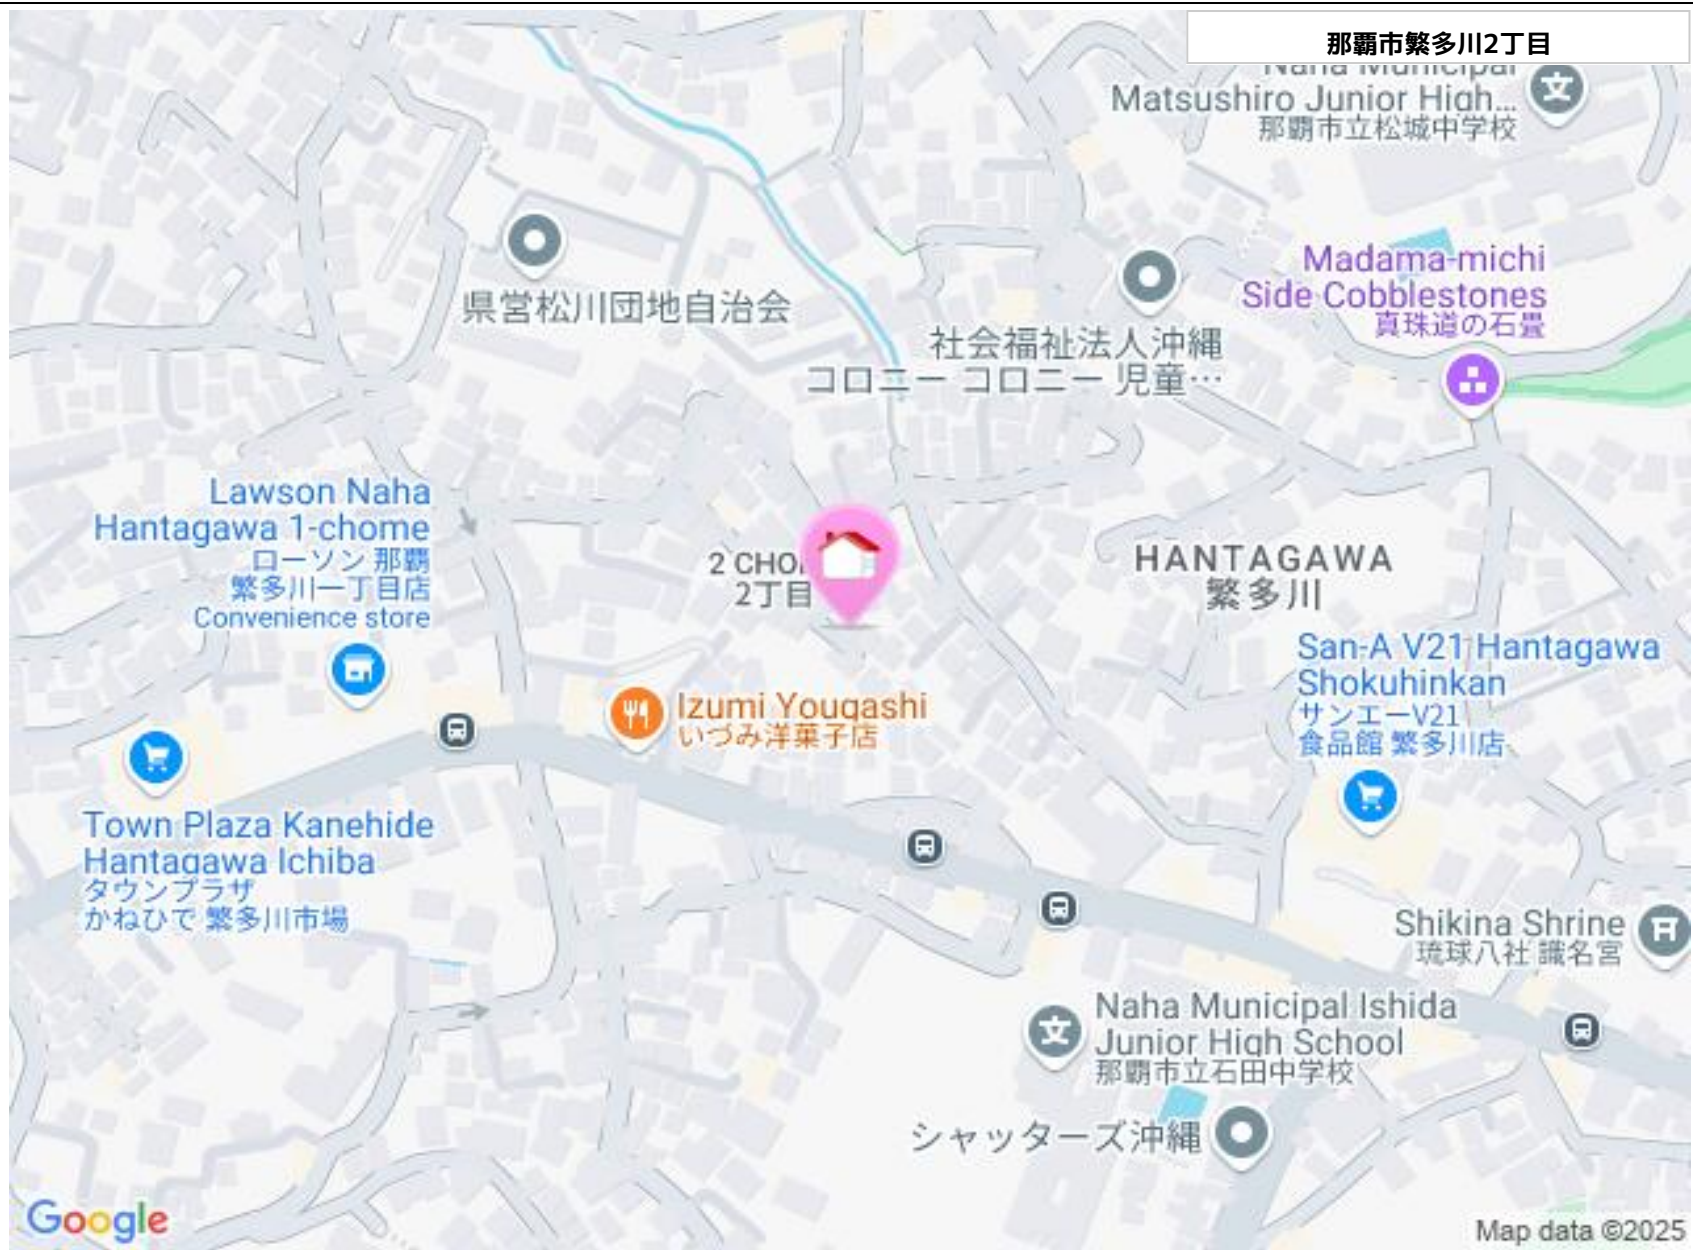 那覇市繁多川2丁目
Naha Municipal
Matsushiro Junior High...
那覇市立松城中学校
県営松川団地自治会
Madama-michi
Side Cobblestones
真珠道の石畳
社会福祉法人沖縄
コロニー コロニー 児童…
Lawson Naha
Hantagawa 1-chome
ローソン 那覇
繁多川一丁目店
Convenience store
2 CHO
2丁目
HANTAGAWA
繁多川
San-A V21 Hantagawa
Shokuhinkan
サンエーV21
食品館 繁多川店
Izumi Yougashi
いづみ洋菓子店
Town Plaza Kanehide
Hantagawa Ichiba
タウンプラザ
かねひで 繁多川市場
Shikina Shrine
琉球八社 識名宮
Naha Municipal Ishida
Junior High School
那覇市立石田中学校
シャッターズ沖縄
Google
Map data ©2025